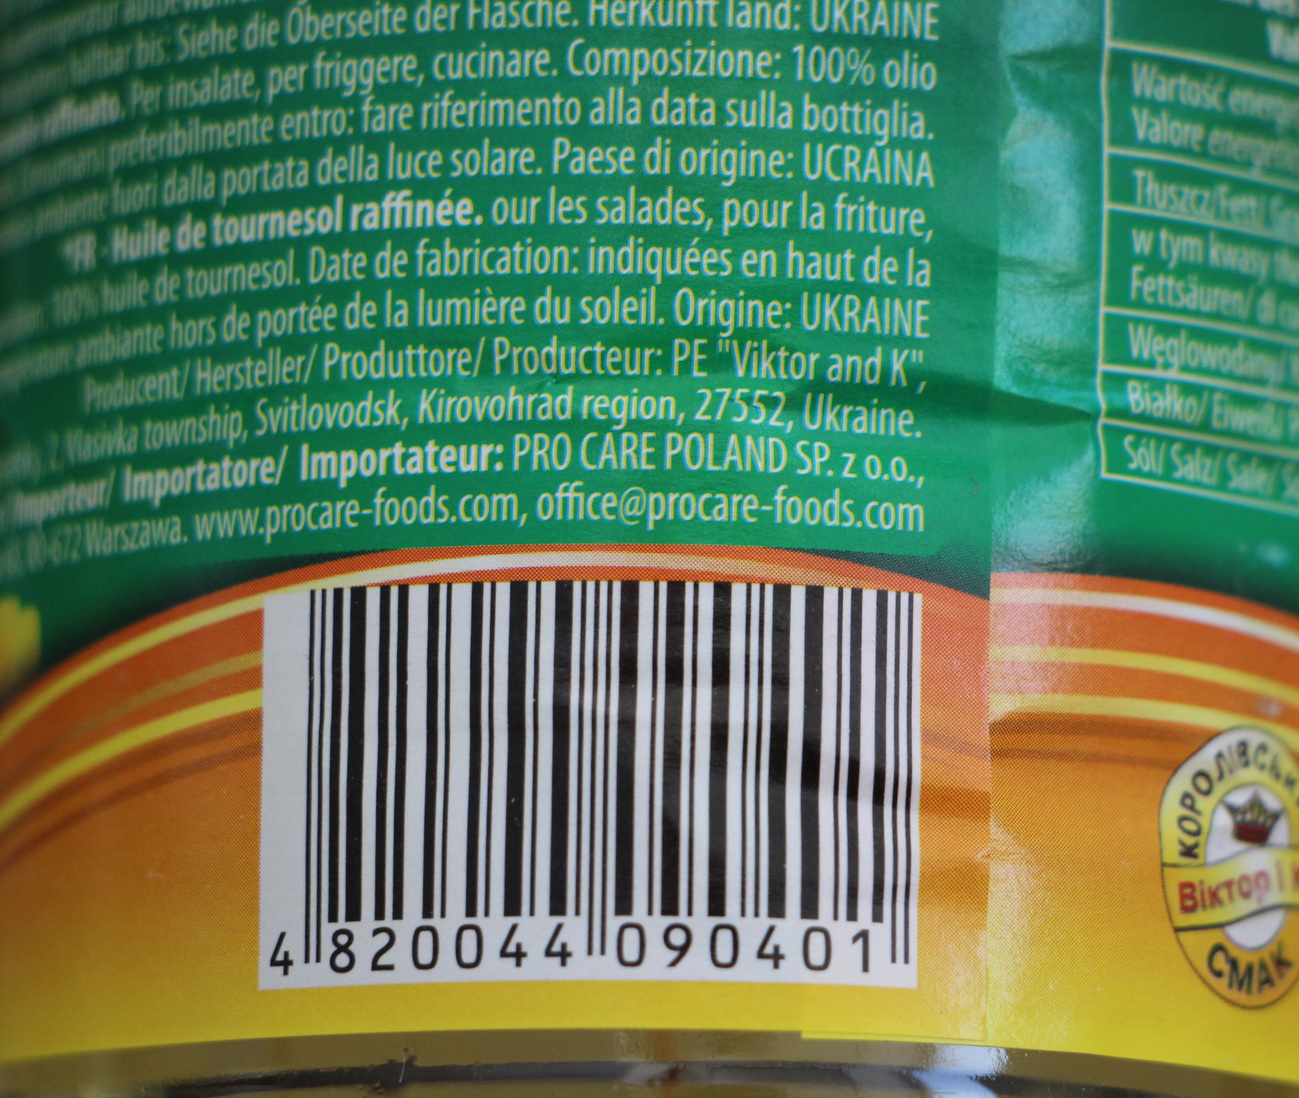 Siehe die Oberseite der Flasche. Herkunft land: UKRAINE
Per insalate, per friggere, cucinare. Composizione: 100% olio
preferibilmente entro: fare riferimento alla data sulla bottiglia.
fuori dalla portata della luce solare. Paese di origine: UCRAINA
*FR - Huile de tournesol raffinée. our les salades, pour la friture,
100% huile de tournesol. Date de fabrication: indiquées en haut de la
ambiante hors de portée de la lumière du soleil. Origine: UKRAINE
Producent/ Hersteller/ Produttore/ Producteur: PE "Viktor and K",
2, Vlasivka township, Svitlovodsk, Kirovohrad region, 27552, Ukraine.
Importeur/ Importatore/ Importateur: PRO CARE POLAND SP. z o.o.,
00-672 Warszawa. www.procare-foods.com, office@procare-foods.com
4 820044 090401
Wartość
Valore
Tłuszcz/Fett/
w tym kwasy
Fettsäuren/ di
Węglowodany/
Białko/ Eiweiß/
Sól/ Salz/ Sale/
Віктор і
СМАК